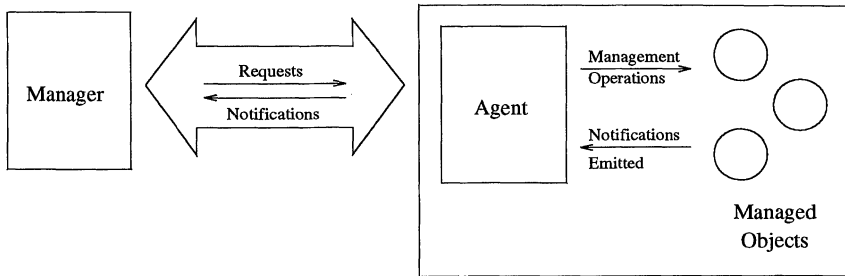 Manager
Requests
Notifications
Agent
Management
Operations
Notifications
Emitted
Managed
Objects